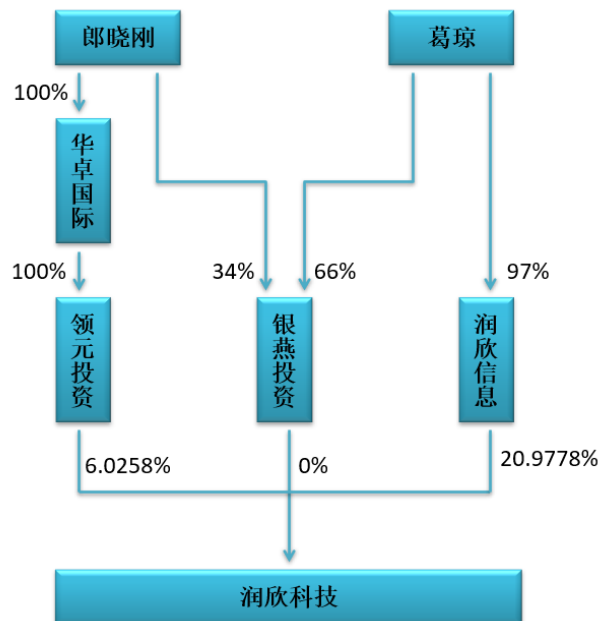 郎晓刚
葛琼
100%
华卓国际
100%
34%
66%
97%
领元投资
银燕投资
润欣信息
6.0258%
0%
20.9778%
润欣科技